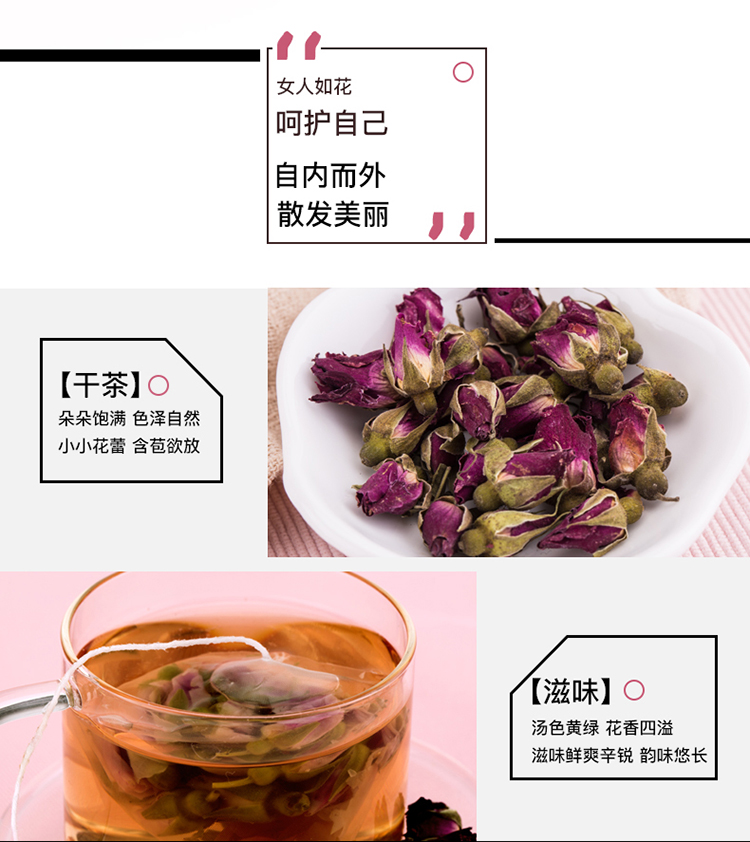 女人如花
呵护自己
自内而外
散发美丽
【干茶】
朵朵饱满 色泽自然
小小花蕾 含苞欲放
【滋味】
汤色黄绿 花香四溢
滋味鲜爽辛锐 韵味悠长